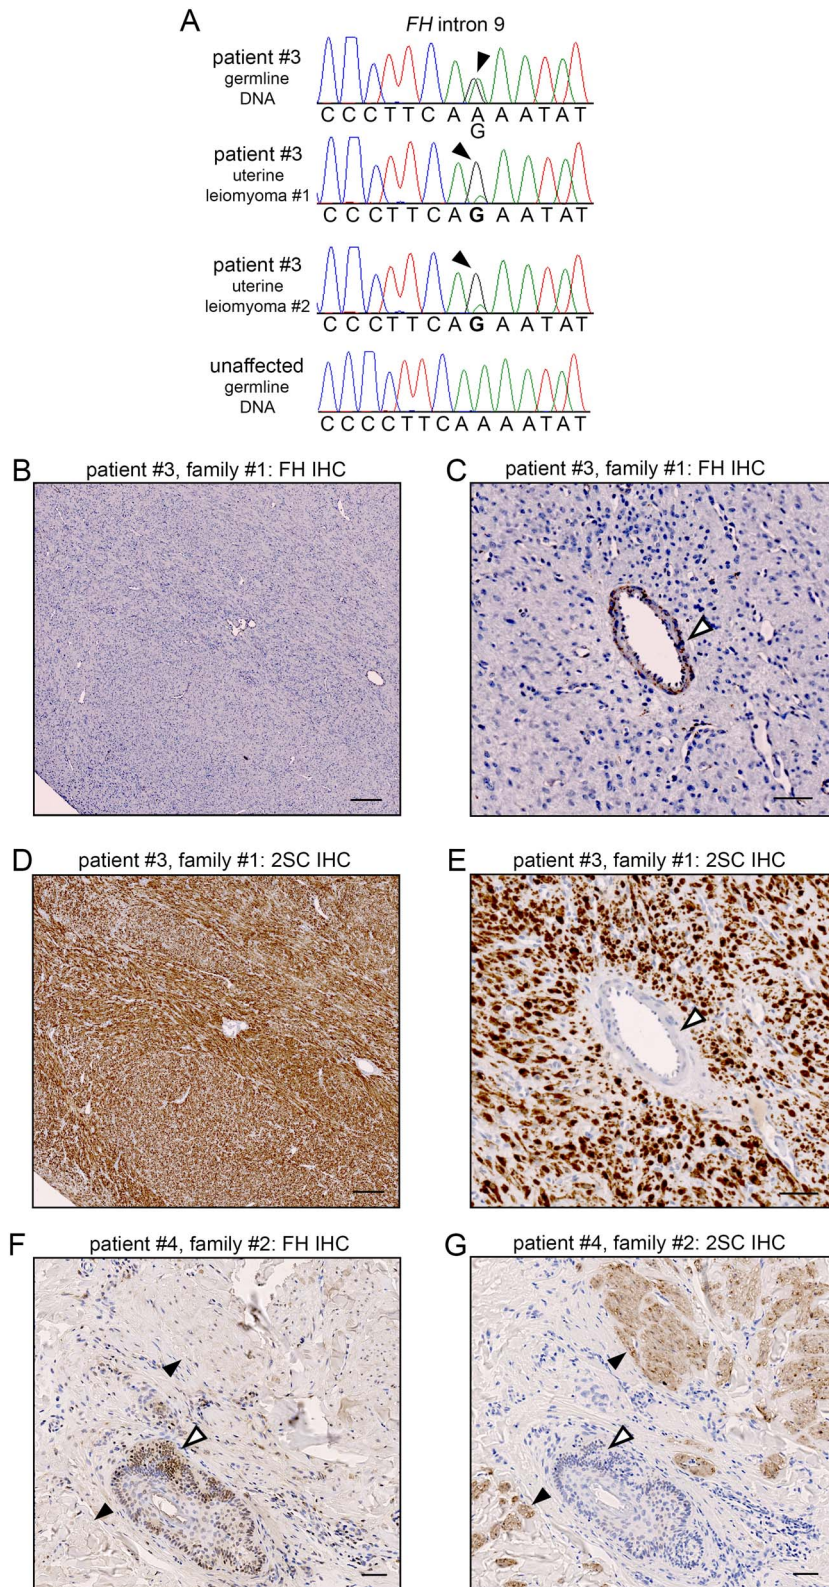 A
FH intron 9
patient #3
germline
DNA
C C C T T C A A A A T A T
G
patient #3
uterine
leiomyoma #1
C C C T T C A G A A T A T
patient #3
uterine
leiomyoma #2
C C C T T C A G A A T A T
unaffected
germline
DNA
C C C C T T C A A A A T A T
B patient #3, family #1: FH IHC
C patient #3, family #1: FH IHC
D patient #3, family #1: 2SC IHC
E patient #3, family #1: 2SC IHC
F patient #4, family #2: FH IHC
G patient #4, family #2: 2SC IHC